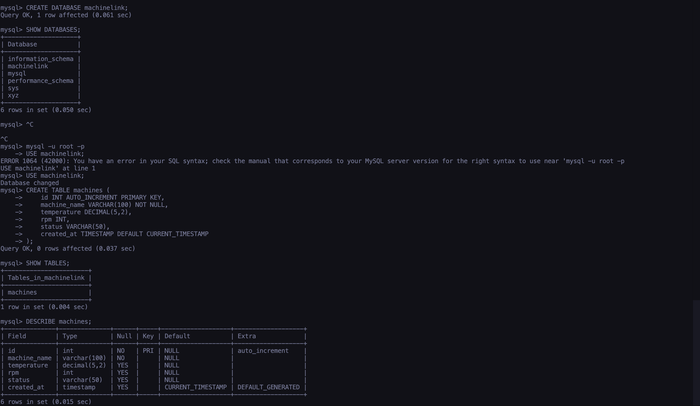 mysql> CREATE DATABASE machinelink;
Query OK, 1 row affected (0.061 sec)
mysql> SHOW DATABASES;
+--------------------+
| Database           |
+--------------------+
| information_schema |
| machinelink        |
| mysql              |
| performance_schema |
| sys                |
| xyz                |
+--------------------+
6 rows in set (0.050 sec)
mysql> ^C
^C
mysql> mysql -u root -p
    -> USE machinelink;
ERROR 1064 (42000): You have an error in your SQL syntax; check the manual that corresponds to your MySQL server version for the right syntax to use near 'mysql -u root -p
USE machinelink' at line 1
mysql> USE machinelink;
Database changed
mysql> CREATE TABLE machines (
    ->     id INT AUTO_INCREMENT PRIMARY KEY,
    ->     machine_name VARCHAR(100) NOT NULL,
    ->     temperature DECIMAL(5,2),
    ->     rpm INT,
    ->     status VARCHAR(50),
    ->     created_at TIMESTAMP DEFAULT CURRENT_TIMESTAMP
    -> );
Query OK, 0 rows affected (0.037 sec)
mysql> SHOW TABLES;
+-----------------------+
| Tables_in_machinelink |
+-----------------------+
| machines              |
+-----------------------+
1 row in set (0.004 sec)
mysql> DESCRIBE machines;
+--------------+--------------+------+-----+-------------------+-------------------+
| Field        | Type         | Null | Key | Default           | Extra             |
+--------------+--------------+------+-----+-------------------+-------------------+
| id           | int          | NO   | PRI | NULL              | auto_increment    |
| machine_name | varchar(100) | NO   |     | NULL              |                   |
| temperature  | decimal(5,2) | YES  |     | NULL              |                   |
| rpm          | int          | YES  |     | NULL              |                   |
| status       | varchar(50)  | YES  |     | NULL              |                   |
| created_at   | timestamp    | YES  |     | CURRENT_TIMESTAMP | DEFAULT_GENERATED |
+--------------+--------------+------+-----+-------------------+-------------------+
6 rows in set (0.015 sec)